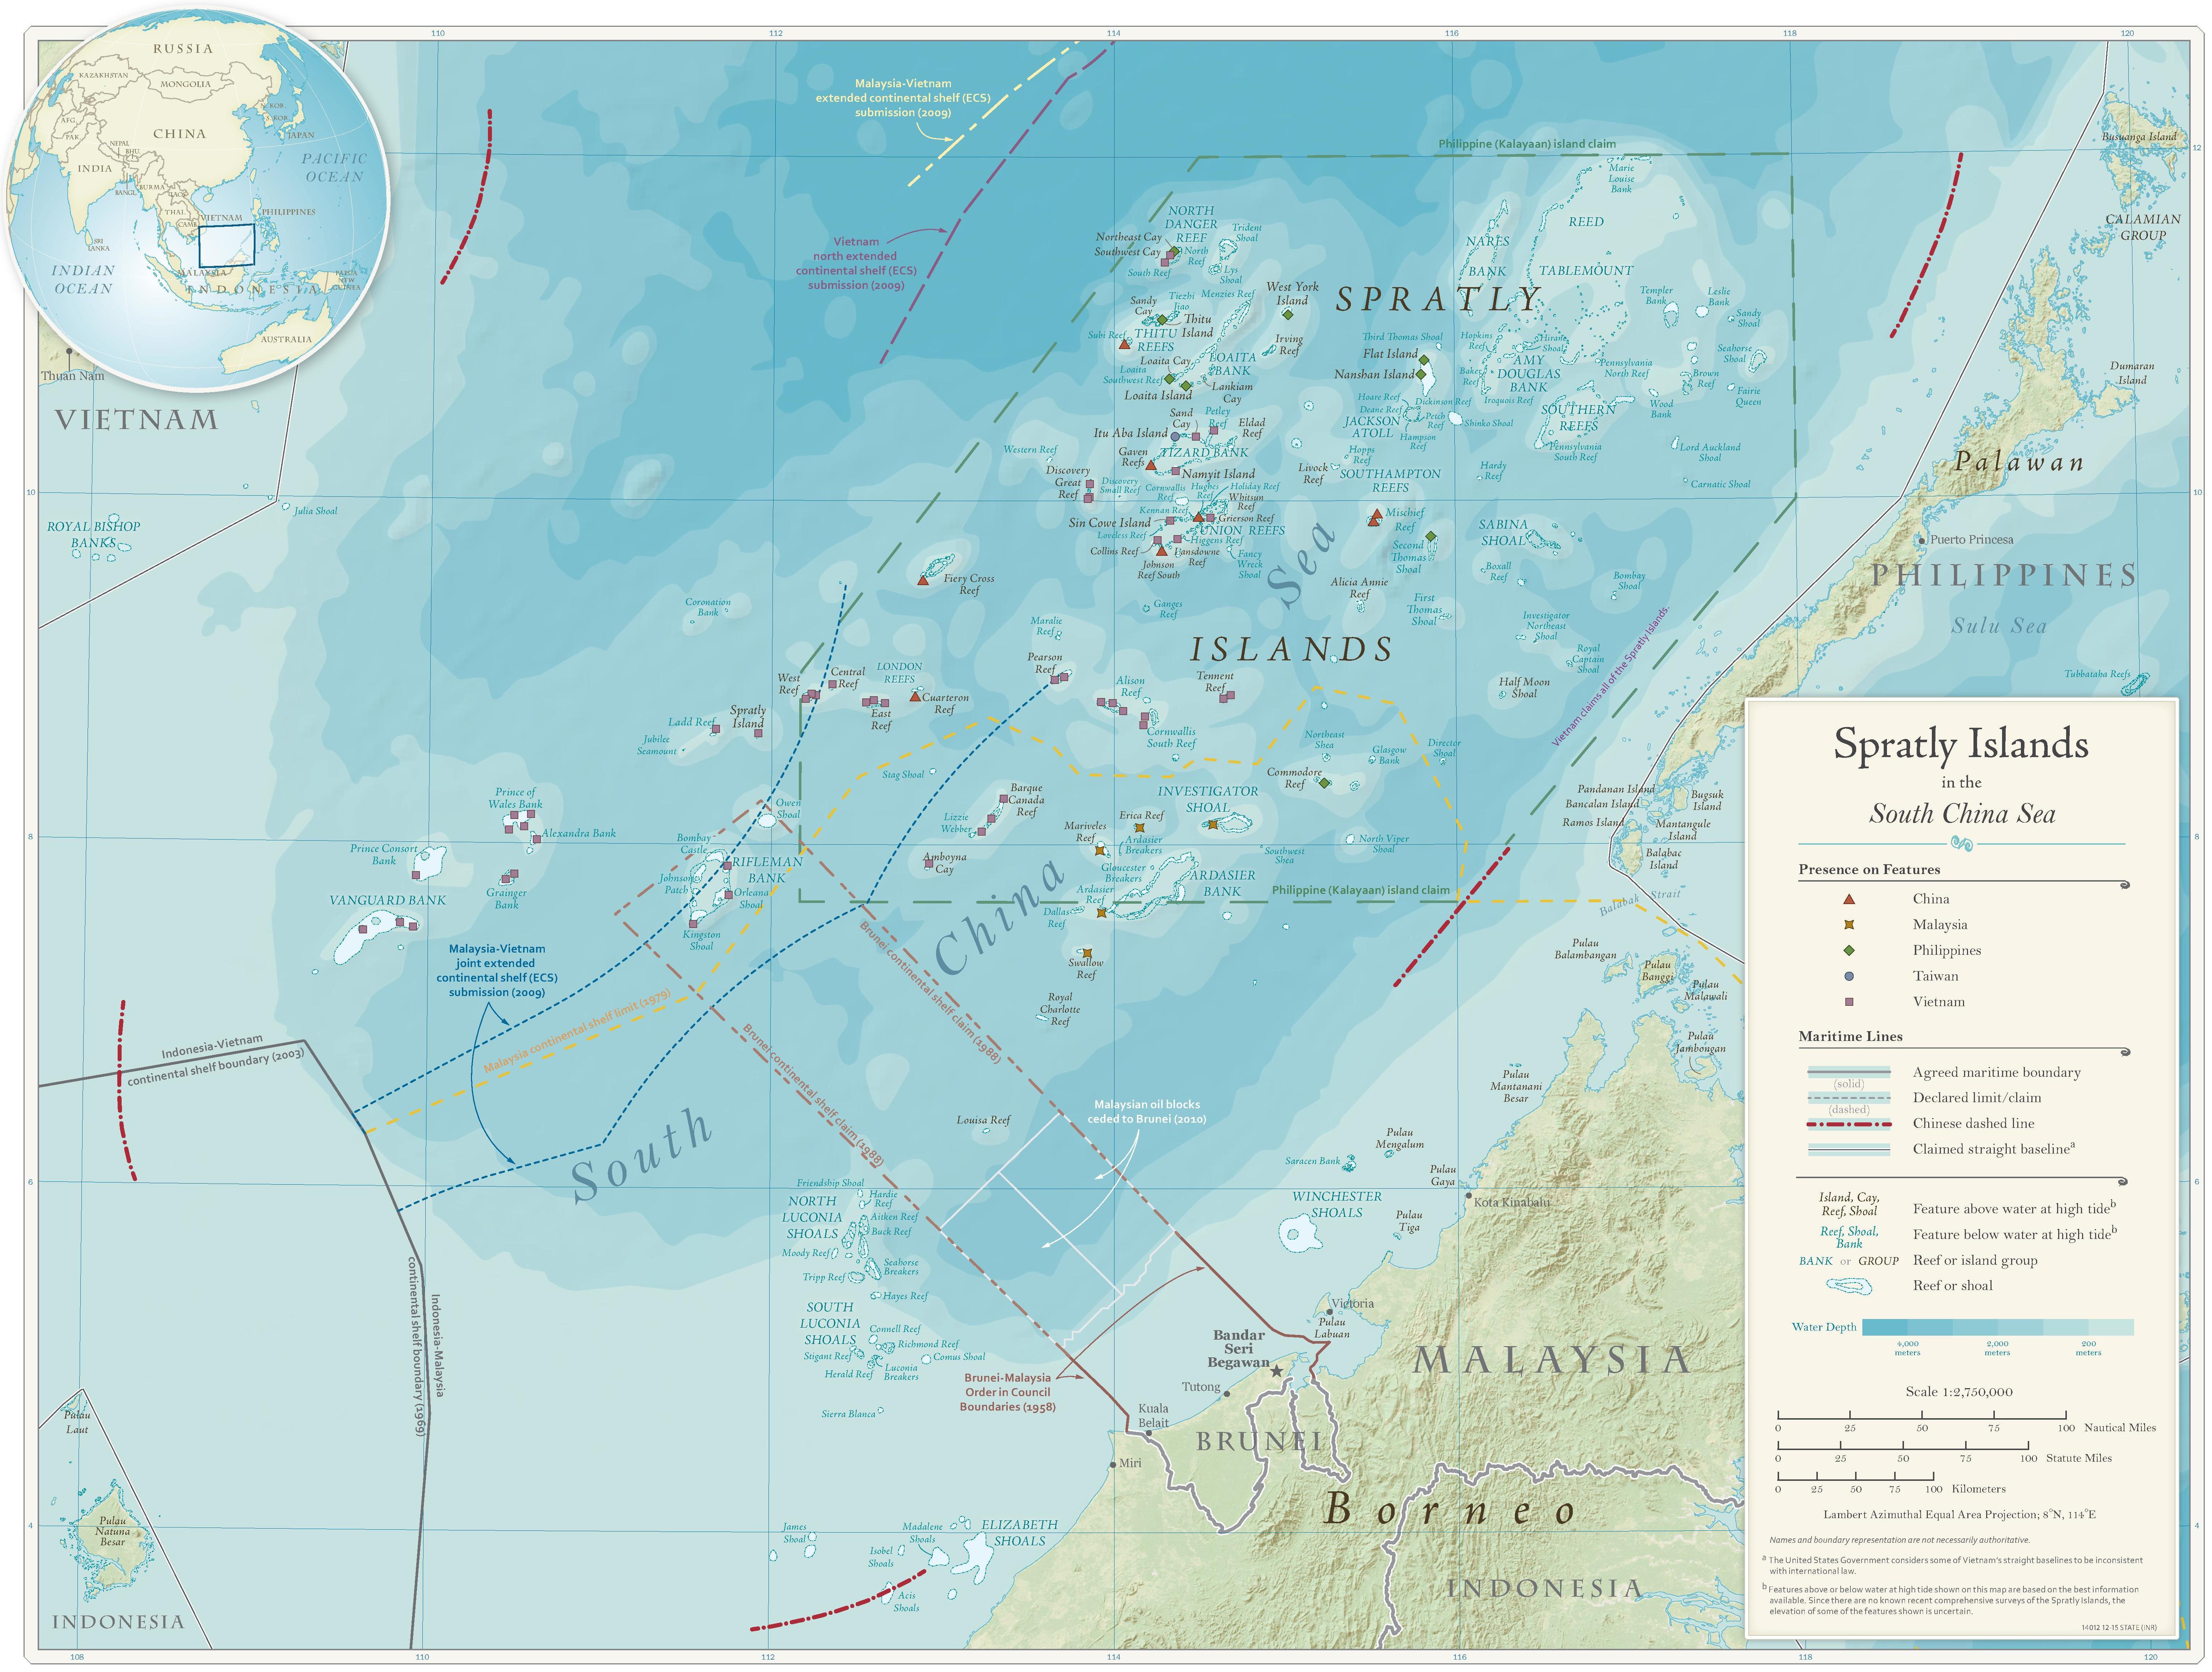 110
112
114
116
118
120
RUSSIA
KAZAKHSTAN
MONGOLIA
N. KOR.
S. KOR.
JAPAN
AFG.
PAK.
CHINA
NEPAL
BHU.
INDIA
BANGL.
BURMA
LAOS
THAI.
CAMB.
VIETNAM
PHILIPPINES
PACIFIC
OCEAN
SRI
LANKA
MALAYSIA
INDONESIA
PAPUA
NEW
GUINEA
INDIAN
OCEAN
AUSTRALIA
Malaysia-Vietnam
extended continental shelf (ECS)
submission (2009)
Vietnam
north extended
continental shelf (ECS)
submission (2009)
Philippine (Kalayaan) island claim
12
10
8
6
4
12
10
8
6
4
Thuan Nam
VIETNAM
Julia Shoal
ROYAL BISHOP
BANKS
NORTH
DANGER
REEF
Northeast Cay
Southwest Cay
North
Reef
South Reef
Trident
Shoal
Lys
Shoal
Sandy
Cay
Tiezhi
Jiao
Menzies Reef
Thitu
Island
Subi Reef
THITU
REEFS
West York
Island
Irving
Reef
LOAITA
BANK
Loaita Cay
Loaita
Southwest Reef
Lankiam
Cay
Loaita Island
Sand
Cay
Petley
Reef
Eldad
Reef
Itu Aba Island
TIZARD BANK
Gaven
Reefs
Namyit Island
Western Reef
Discovery
Great
Reef
Discovery
Small Reef
Cornwallis
Reef
Hughes
Reef
Holiday Reef
Whitsun
Reef
Kennan Reef
Grierson Reef
Sin Cowe Island
UNION REEFS
Loveless Reef
Higgens Reef
Collins Reef
Lansdowne
Reef
Johnson
Reef South
Fancy
Wreck
Shoal
Ganges
Reef
Fiery Cross
Reef
Coronation
Bank
SPRATLY
ISLANDS
Marie
Louise
Bank
REED
TABLEMOUNT
NARES
BANK
Templer
Bank
Leslie
Bank
Sandy
Shoal
Seahorse
Shoal
Third Thomas Shoal
Flat Island
Nanshan Island
Hopkins
Reef
Hirane
Shoal
AMY
DOUGLAS
BANK
Baker
Reef
Iroquois Reef
Pennsylvania
North Reef
Brown
Reef
Fairie
Queen
Wood
Bank
Hoare Reef
Deane Reef
Dickinson Reef
Petch
Reef
Shinko Shoal
JACKSON
ATOLL
Hampson
Reef
SOUTHERN
REEFS
Pennsylvania
South Reef
Lord Auckland
Shoal
Carnatic Shoal
Hopps
Reef
Livock
Reef
SOUTHAMPTON
REEFS
Hardy
Reef
Mischief
Reef
Second
Thomas
Shoal
SABINA
SHOAL
Boxall
Reef
Bombay
Shoal
Alicia Annie
Reef
First
Thomas
Shoal
Investigator
Northeast
Shoal
Royal
Captain
Shoal
Half Moon
Shoal
Vietnam claims all of the Spratly Islands.
Maralie
Reef
Pearson
Reef
West
Reef
Central
Reef
LONDON
REEFS
Cuarteron
Reef
East
Reef
Spratly
Island
Ladd Reef
Jubilee
Seamount
Alison
Reef
Tennent
Reef
Cornwallis
South Reef
Northeast
Shea
Glasgow
Bank
Director
Shoal
Commodore
Reef
INVESTIGATOR
SHOAL
Stag Shoal
Barque
Canada
Reef
Lizzie
Webber
Erica Reef
Mariveles
Reef
Ardasier
Breakers
Gloucester
Breakers
Southwest
Shea
North Viper
Shoal
Amboyna
Cay
ARDASIER
BANK
Ardasier
Reef
Dallas
Reef
Philippine (Kalayaan) island claim
Swallow
Reef
Royal
Charlotte
Reef
Owen
Shoal
Bombay
Castle
RIFLEMAN
BANK
Johnson
Patch
Orleana
Shoal
Kingston
Shoal
Prince of
Wales Bank
Alexandra Bank
Prince Consort
Bank
Grainger
Bank
VANGUARD BANK
Malaysia-Vietnam
joint extended
continental shelf (ECS)
submission (2009)
Malaysia continental shelf limit (1979)
Brunei continental shelf claim (1988)
Brunei continental shelf claim (1988)
Indonesia-Vietnam
continental shelf boundary (2003)
Indonesia-Malaysia
continental shelf boundary (1969)
South
China
Sea
Louisa Reef
Malaysian oil blocks
ceded to Brunei (2010)
Friendship Shoal
NORTH
LUCONIA
SHOALS
Hardie
Reef
Aitken Reef
Buck Reef
Moody Reef
Seahorse
Breakers
Tripp Reef
Hayes Reef
SOUTH
LUCONIA
SHOALS
Connell Reef
Richmond Reef
Stigant Reef
Comus Shoal
Luconia
Breakers
Herald Reef
Sierra Blanca
Brunei-Malaysia
Order in Council
Boundaries (1958)
James
Shoal
Madalene
Shoals
Isobel
Shoals
ELIZABETH
SHOALS
Acis
Shoals
Saracen Bank
WINCHESTER
SHOALS
Pulau
Mengalum
Pulau
Gaya
Kota Kinabalu
Pulau
Tiga
Pulau
Mantanani
Besar
Victoria
Pulau
Labuan
Bandar
Seri
Begawan
Tutong
Kuala
Belait
BRUNEI
Miri
MALAYSIA
Borneo
INDONESIA
Pulau
Laut
Pulau
Natuna
Besar
INDONESIA
Busuanga Island
CALAMIAN
GROUP
Dumaran
Island
Palawan
Puerto Princesa
PHILIPPINES
Sulu Sea
Tubbataha Reefs
Pandanan Island
Bancalan Island
Bugsuk
Island
Ramos Island
Mantangule
Island
Balabac
Island
Balabak Strait
Pulau
Balambangan
Pulau
Banggi
Pulau
Malawali
Pulau
Jambongan
Spratly Islands
in the
South China Sea
Presence on Features
China
Malaysia
Philippines
Taiwan
Vietnam
Maritime Lines
Agreed maritime boundary
(solid)
Declared limit/claim
(dashed)
Chinese dashed line
Claimed straight baselineᵃ
Island, Cay,
Reef, Shoal
Feature above water at high tideᵇ
Reef, Shoal,
Bank
Feature below water at high tideᵇ
BANK or GROUP Reef or island group
Reef or shoal
Water Depth
4,000
meters
2,000
meters
200
meters
Scale 1:2,750,000
0 25 50 75 100 Nautical Miles
0 25 50 75 100 Statute Miles
0 25 50 75 100 Kilometers
Lambert Azimuthal Equal Area Projection; 8°N, 114°E
Names and boundary representation are not necessarily authoritative.
ᵃ The United States Government considers some of Vietnam's straight baselines to be inconsistent
with international law.
ᵇ Features above or below water at high tide shown on this map are based on the best information
available. Since there are no known recent comprehensive surveys of the Spratly Islands, the
elevation of some of the features shown is uncertain.
14012 12-15 STATE (INR)
108
110
112
114
116
118
120